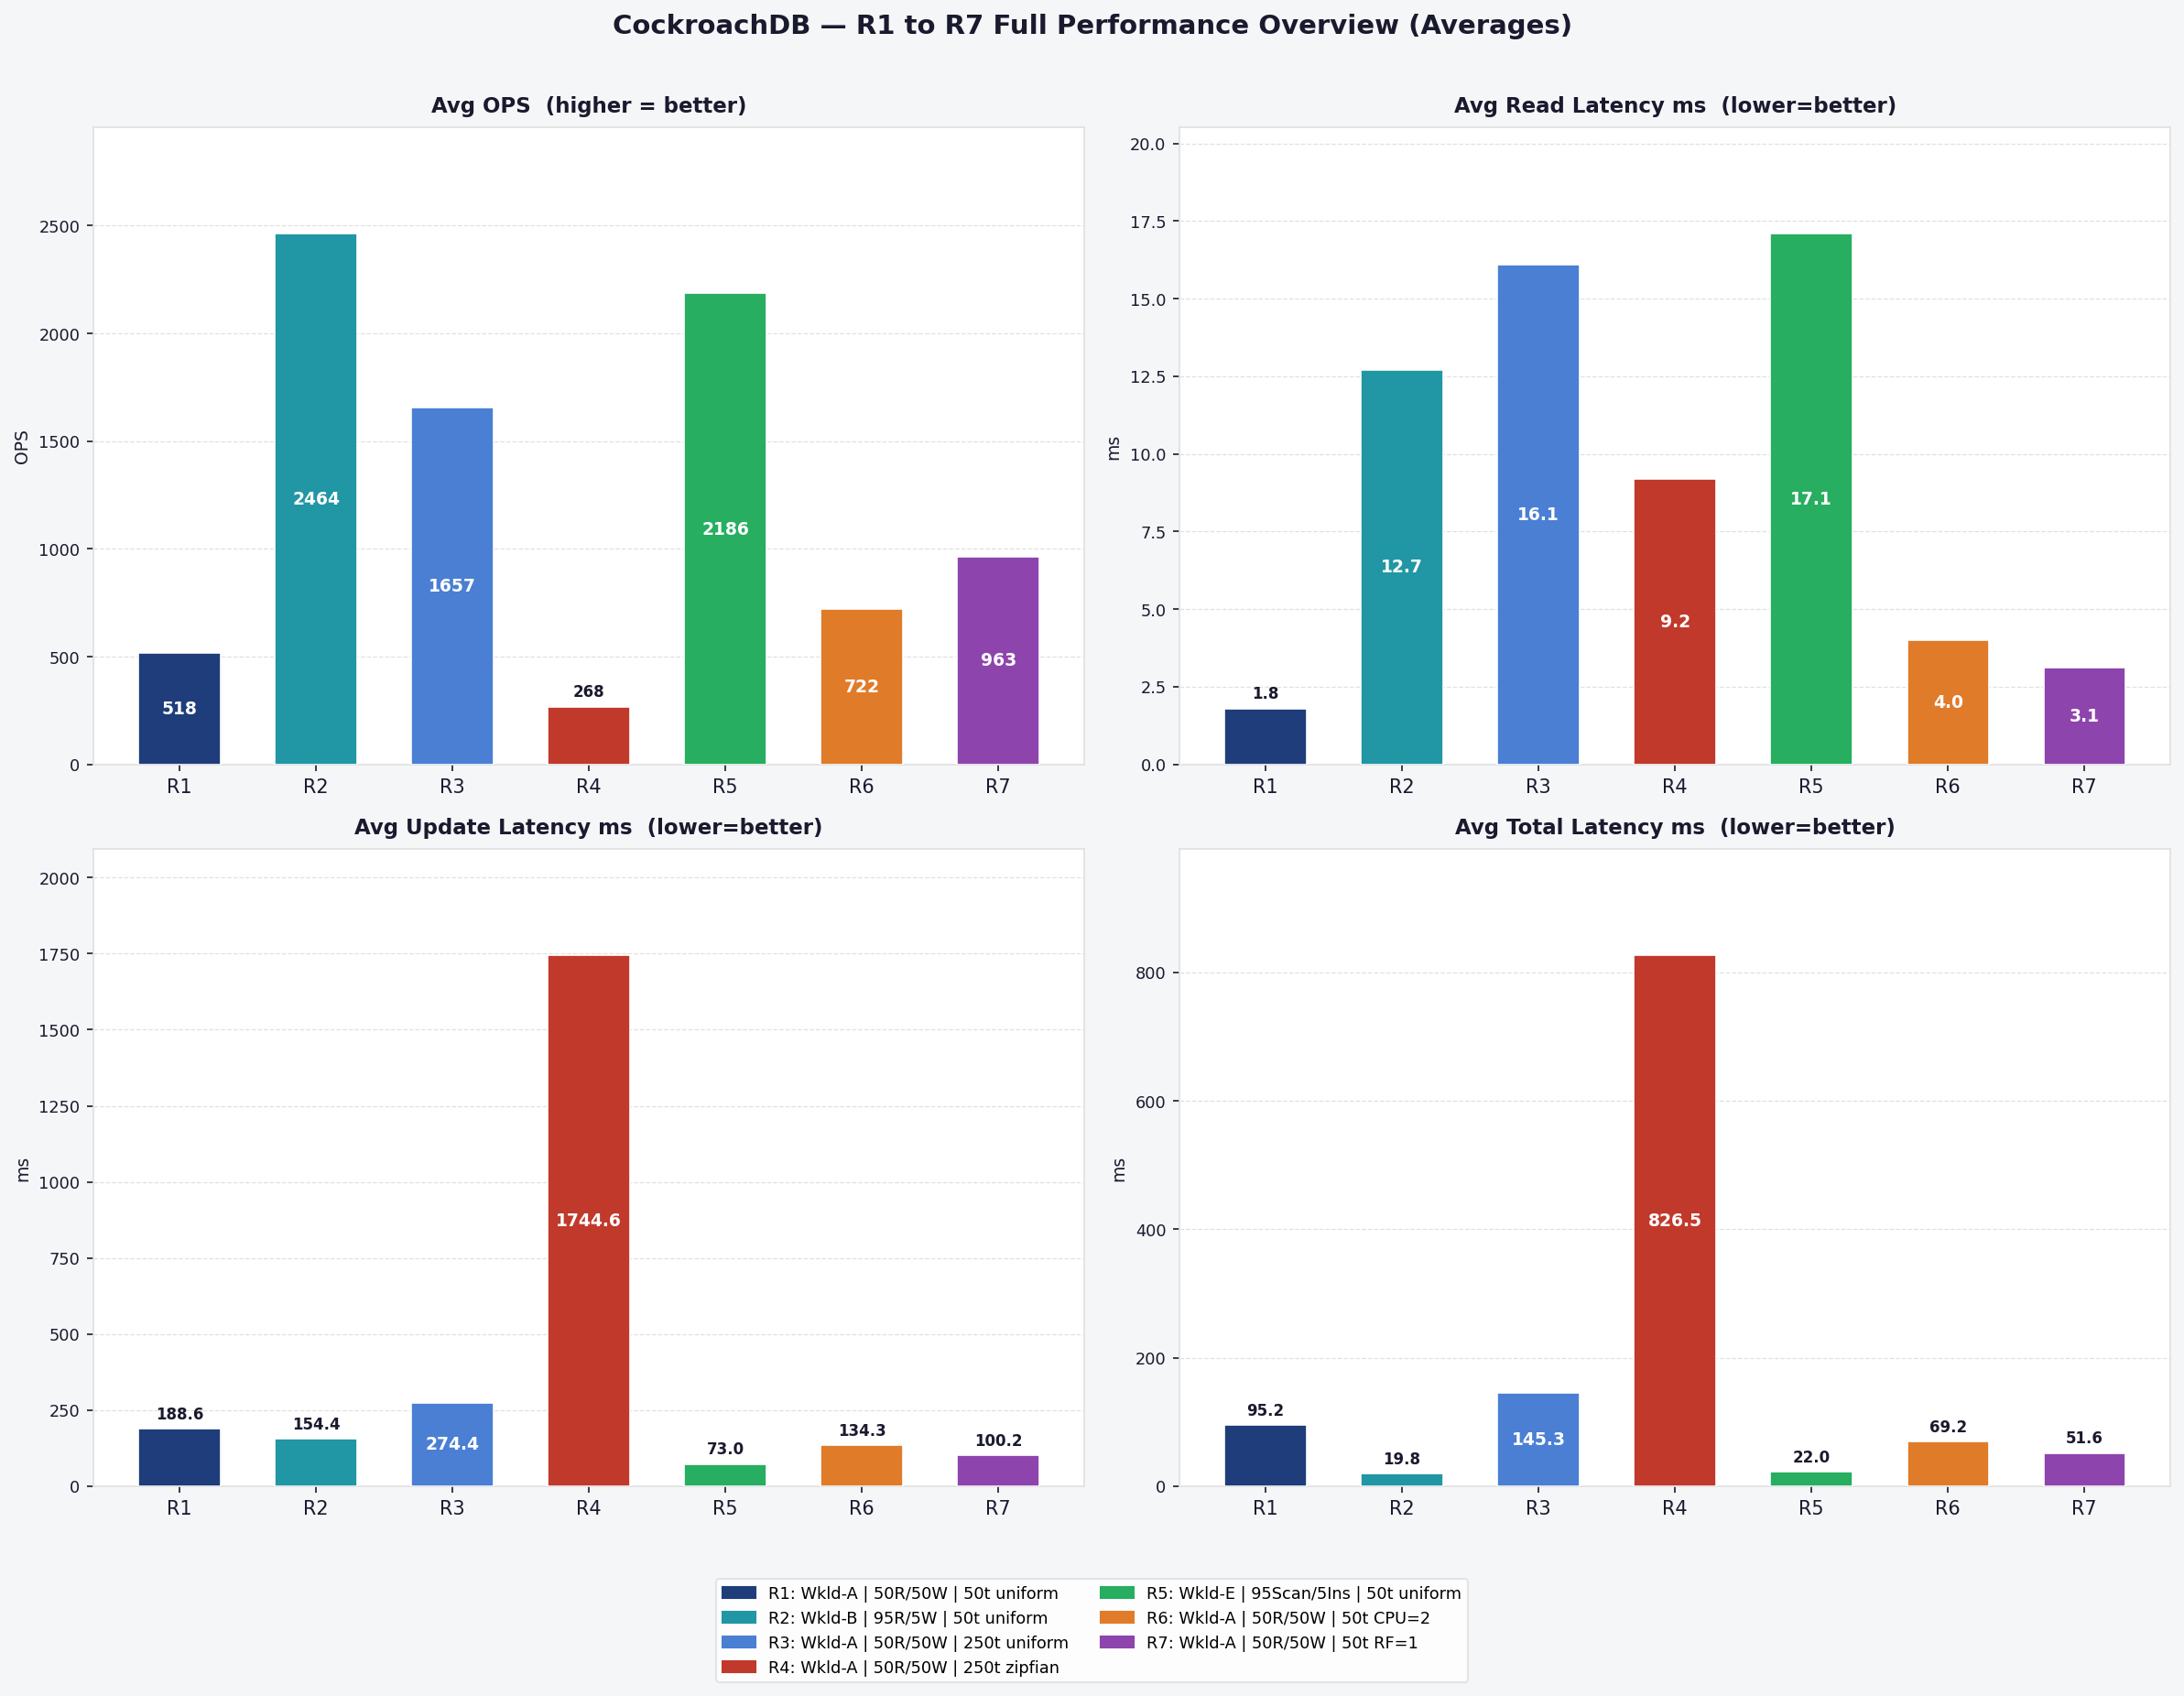 CockroachDB — R1 to R7 Full Performance Overview (Averages)
Avg OPS  (higher = better)
OPS
2500
2000
1500
1000
500
0
518
2464
1657
268
2186
722
963
R1 R2 R3 R4 R5 R6 R7
Avg Read Latency ms  (lower=better)
ms
20.0
17.5
15.0
12.5
10.0
7.5
5.0
2.5
0.0
1.8
12.7
16.1
9.2
17.1
4.0
3.1
R1 R2 R3 R4 R5 R6 R7
Avg Update Latency ms  (lower=better)
ms
2000
1750
1500
1250
1000
750
500
250
0
188.6
154.4
274.4
1744.6
73.0
134.3
100.2
R1 R2 R3 R4 R5 R6 R7
Avg Total Latency ms  (lower=better)
ms
800
600
400
200
0
95.2
19.8
145.3
826.5
22.0
69.2
51.6
R1 R2 R3 R4 R5 R6 R7
R1: Wkld-A | 50R/50W | 50t uniform
R2: Wkld-B | 95R/5W | 50t uniform
R3: Wkld-A | 50R/50W | 250t uniform
R4: Wkld-A | 50R/50W | 250t zipfian
R5: Wkld-E | 95Scan/5Ins | 50t uniform
R6: Wkld-A | 50R/50W | 50t CPU=2
R7: Wkld-A | 50R/50W | 50t RF=1